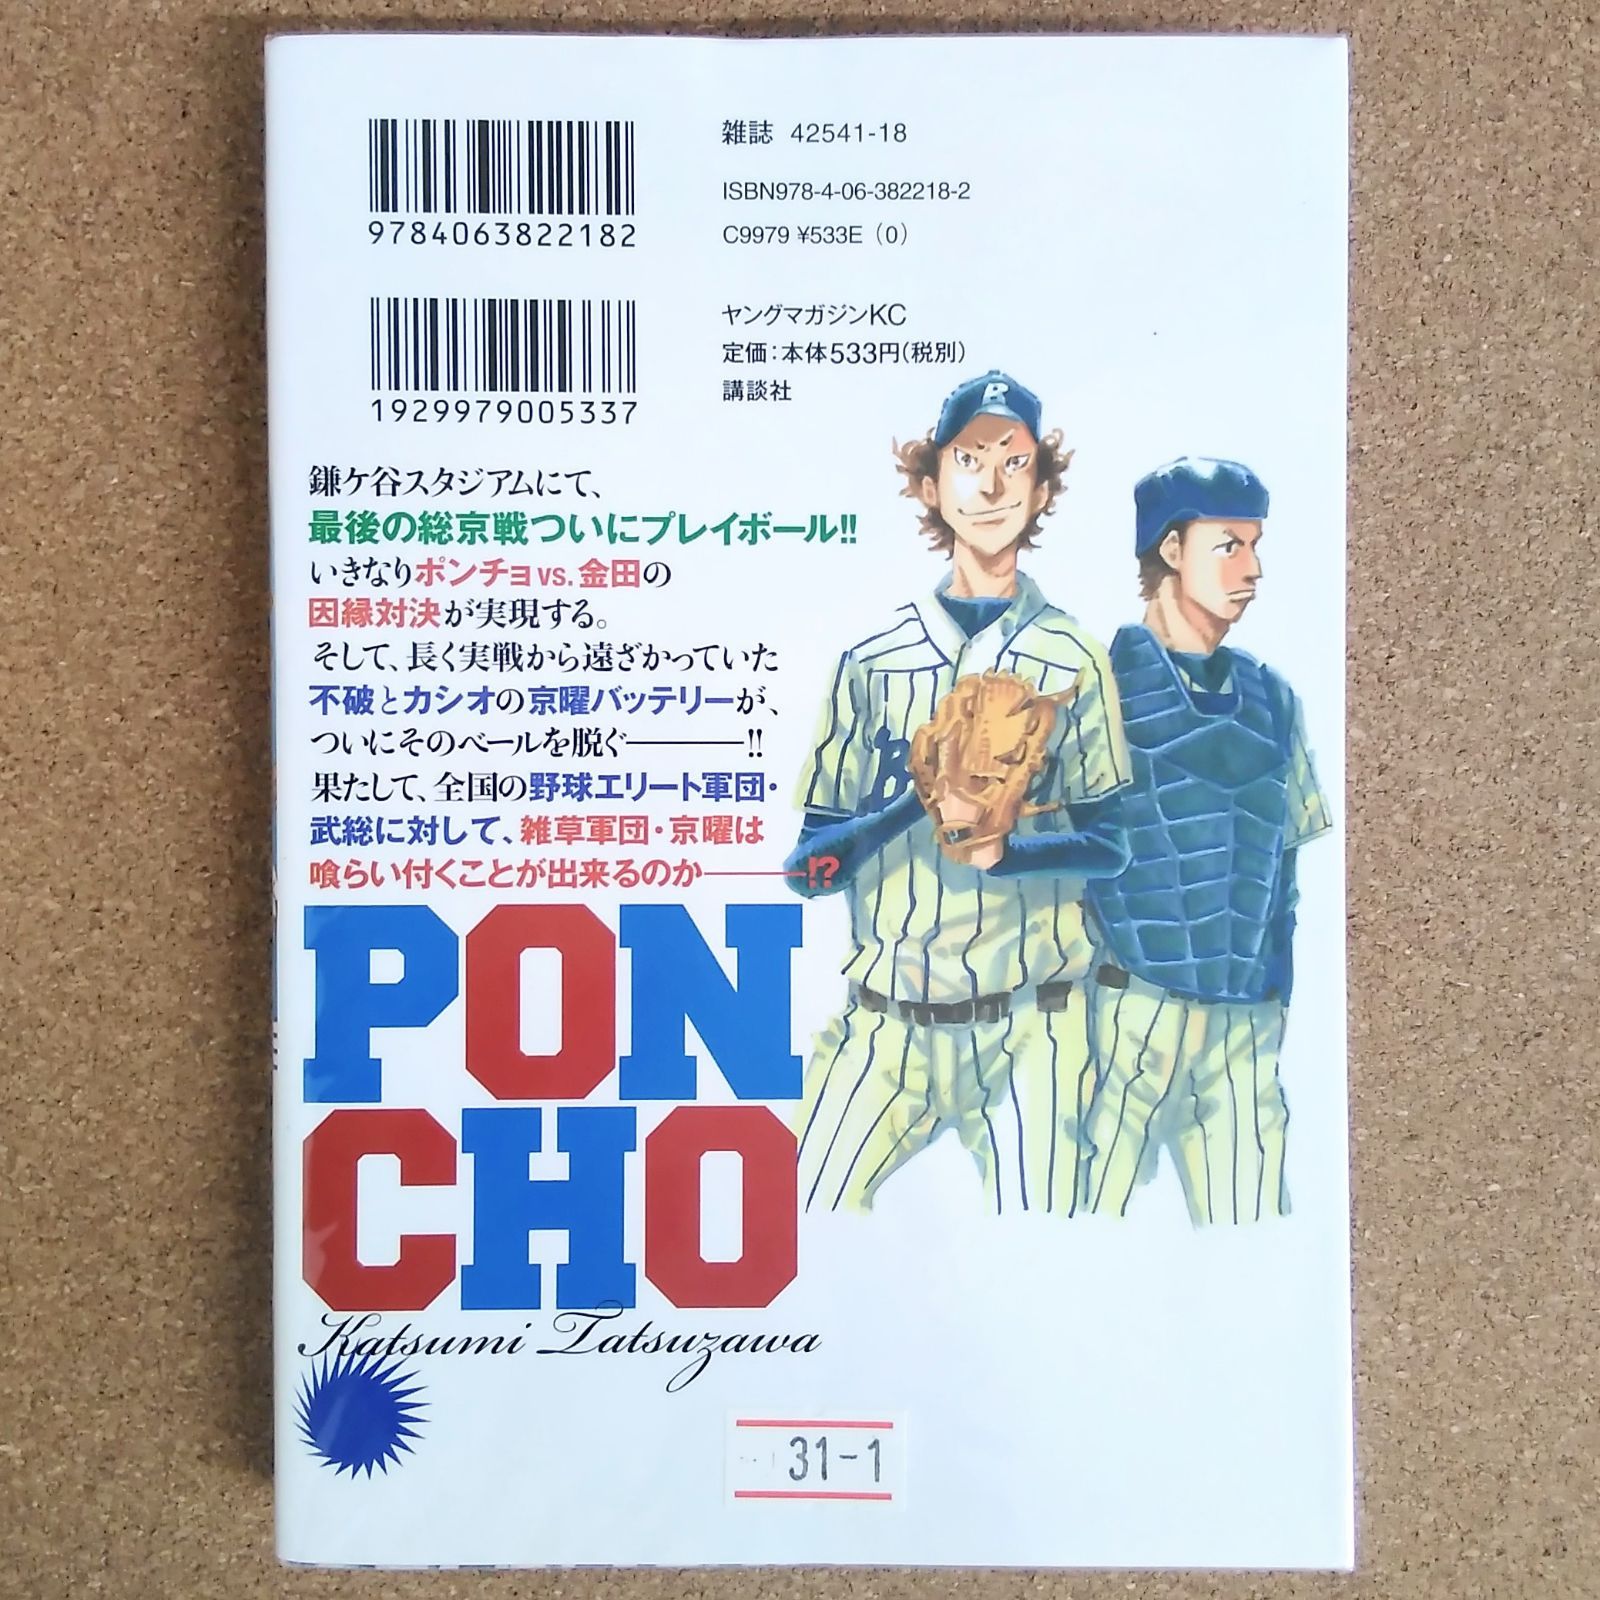 雑誌 42541-18
ISBN978-4-06-382218-2
C9979 ¥533E (0)
9784063822182
ヤングマガジンKC
定価:本体533円(税別)
講談社
1929979005337
鎌ケ谷スタジアムにて、
最後の総京戦ついにプレイボール!!
いきなりポンチョvs.金田の
因縁対決が実現する。
そして、長く実戦から遠ざかっていた
不破とカシオの京曜バッテリーが、
ついにそのベールを脱ぐ――――!!
果たして、全国の野球エリート軍団・
武総に対して、雑草軍団・京曜は
喰らい付くことが出来るのか――――!?
B
B
PON
CHO
Katsumi Tatsuzawa
31-1